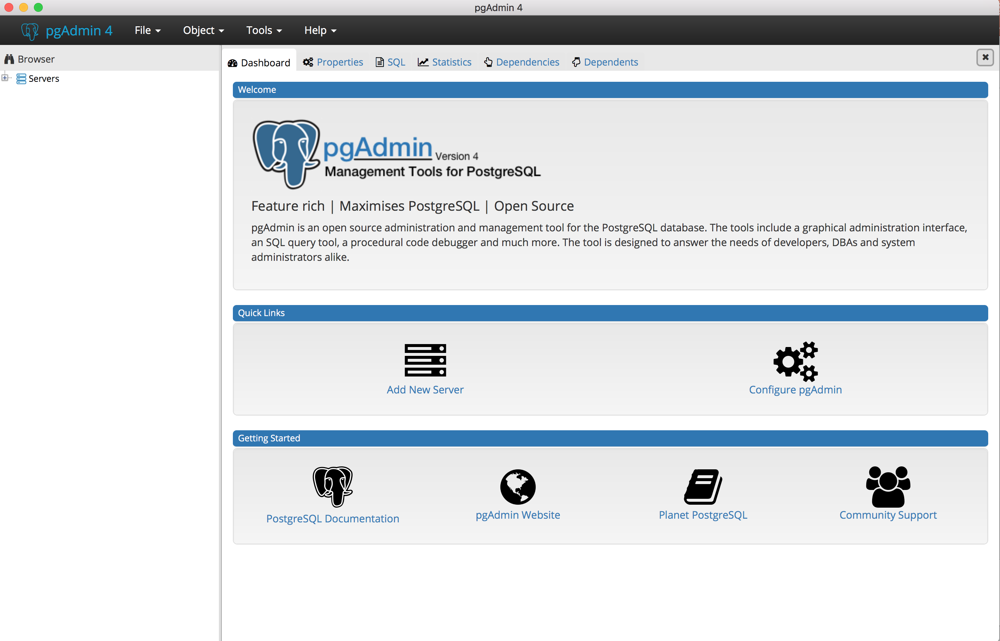 pgAdmin 4
pgAdmin 4 File Object Tools Help
Browser
Servers
Dashboard Properties SQL Statistics Dependencies Dependents
Welcome
pgAdmin Version 4
Management Tools for PostgreSQL
Feature rich | Maximises PostgreSQL | Open Source
pgAdmin is an open source administration and management tool for the PostgreSQL database. The tools include a graphical administration interface,
an SQL query tool, a procedural code debugger and much more. The tool is designed to answer the needs of developers, DBAs and system
administrators alike.
Quick Links
Add New Server Configure pgAdmin
Getting Started
PostgreSQL Documentation pgAdmin Website Planet PostgreSQL Community Support